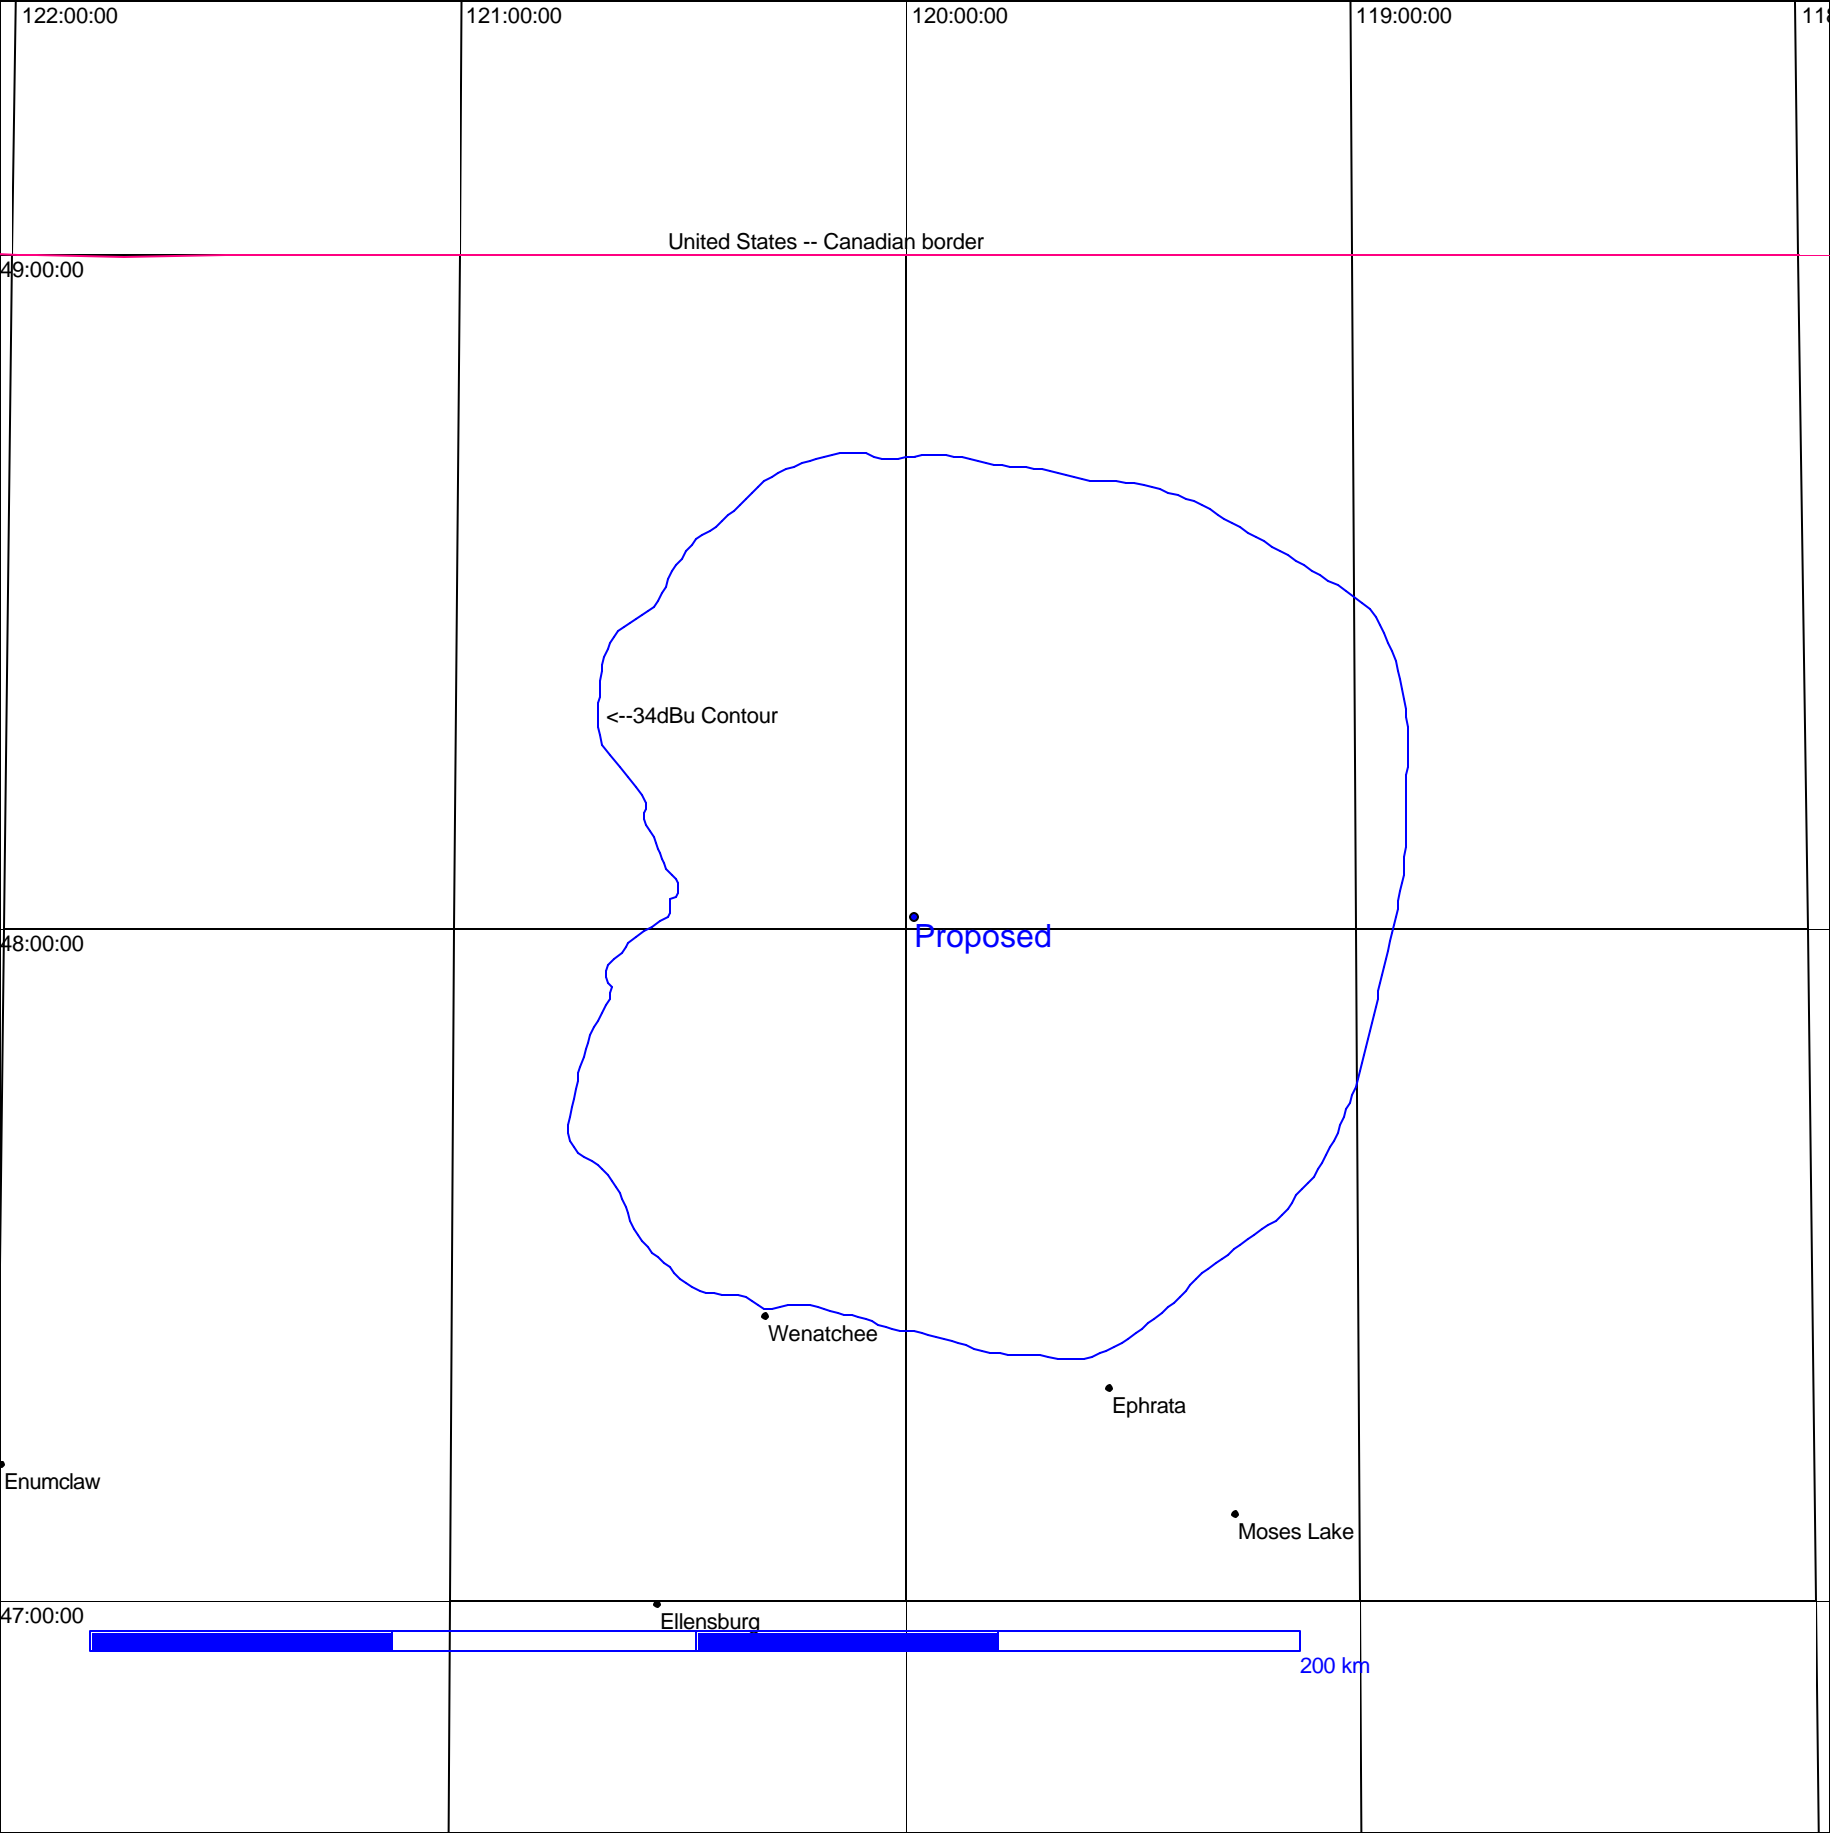 122:00:00
121:00:00
120:00:00
119:00:00
118
United States -- Canadian border
49:00:00
<--34dBu Contour
Proposed
48:00:00
Wenatchee
Ephrata
Enumclaw
Moses Lake
47:00:00
Ellensburg
200 km